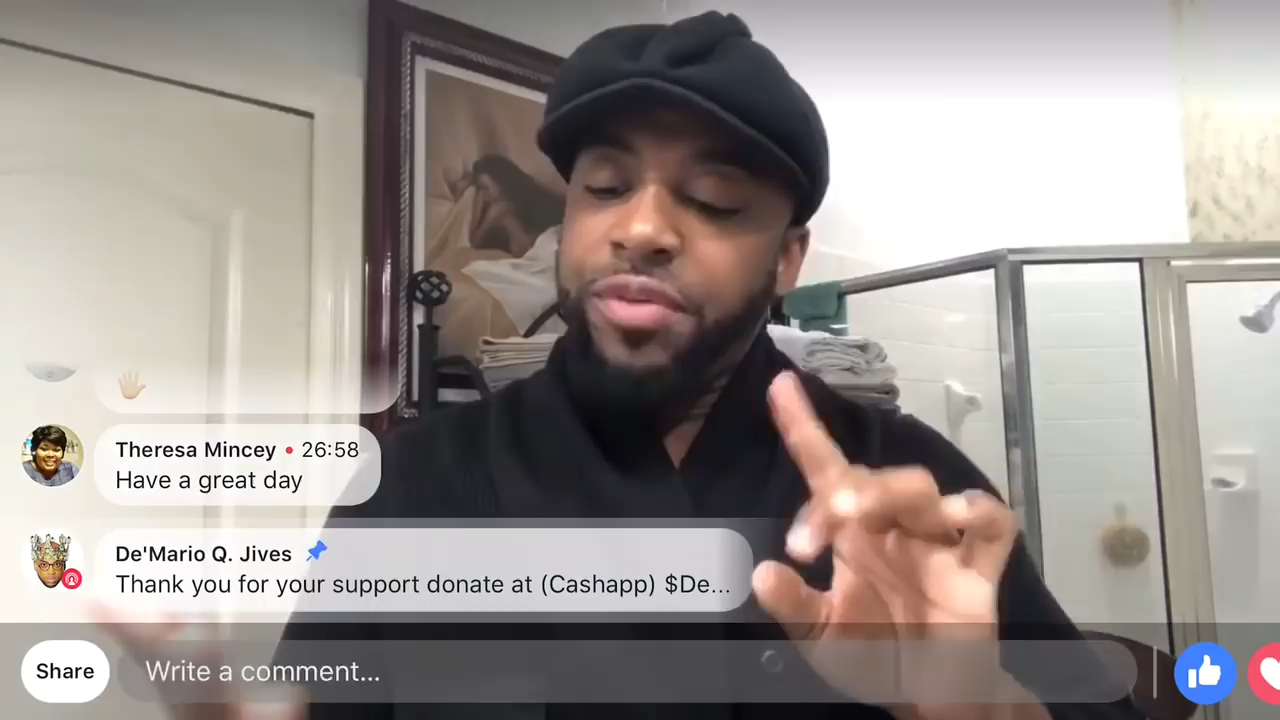 Theresa Mincey • 26:58
Have a great day
De'Mario Q. Jives
Thank you for your support donate at (Cashapp) $De...
Share
Write a comment...